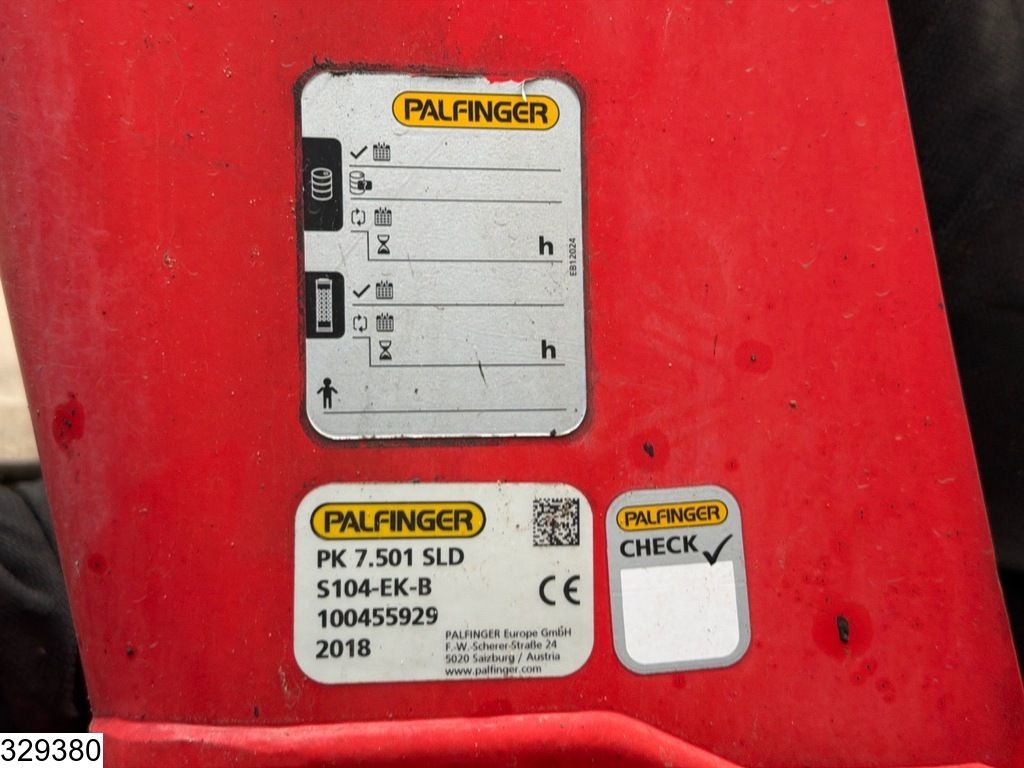 PALFINGER
h
EB12024
h
PALFINGER
PK 7.501 SLD
S104-EK-B
100455929
2018
PALFINGER Europe GmbH
F.-W.-Scherer-Straße 24
5020 Salzburg / Austria
www.palfinger.com
CE
PALFINGER
CHECK
329380